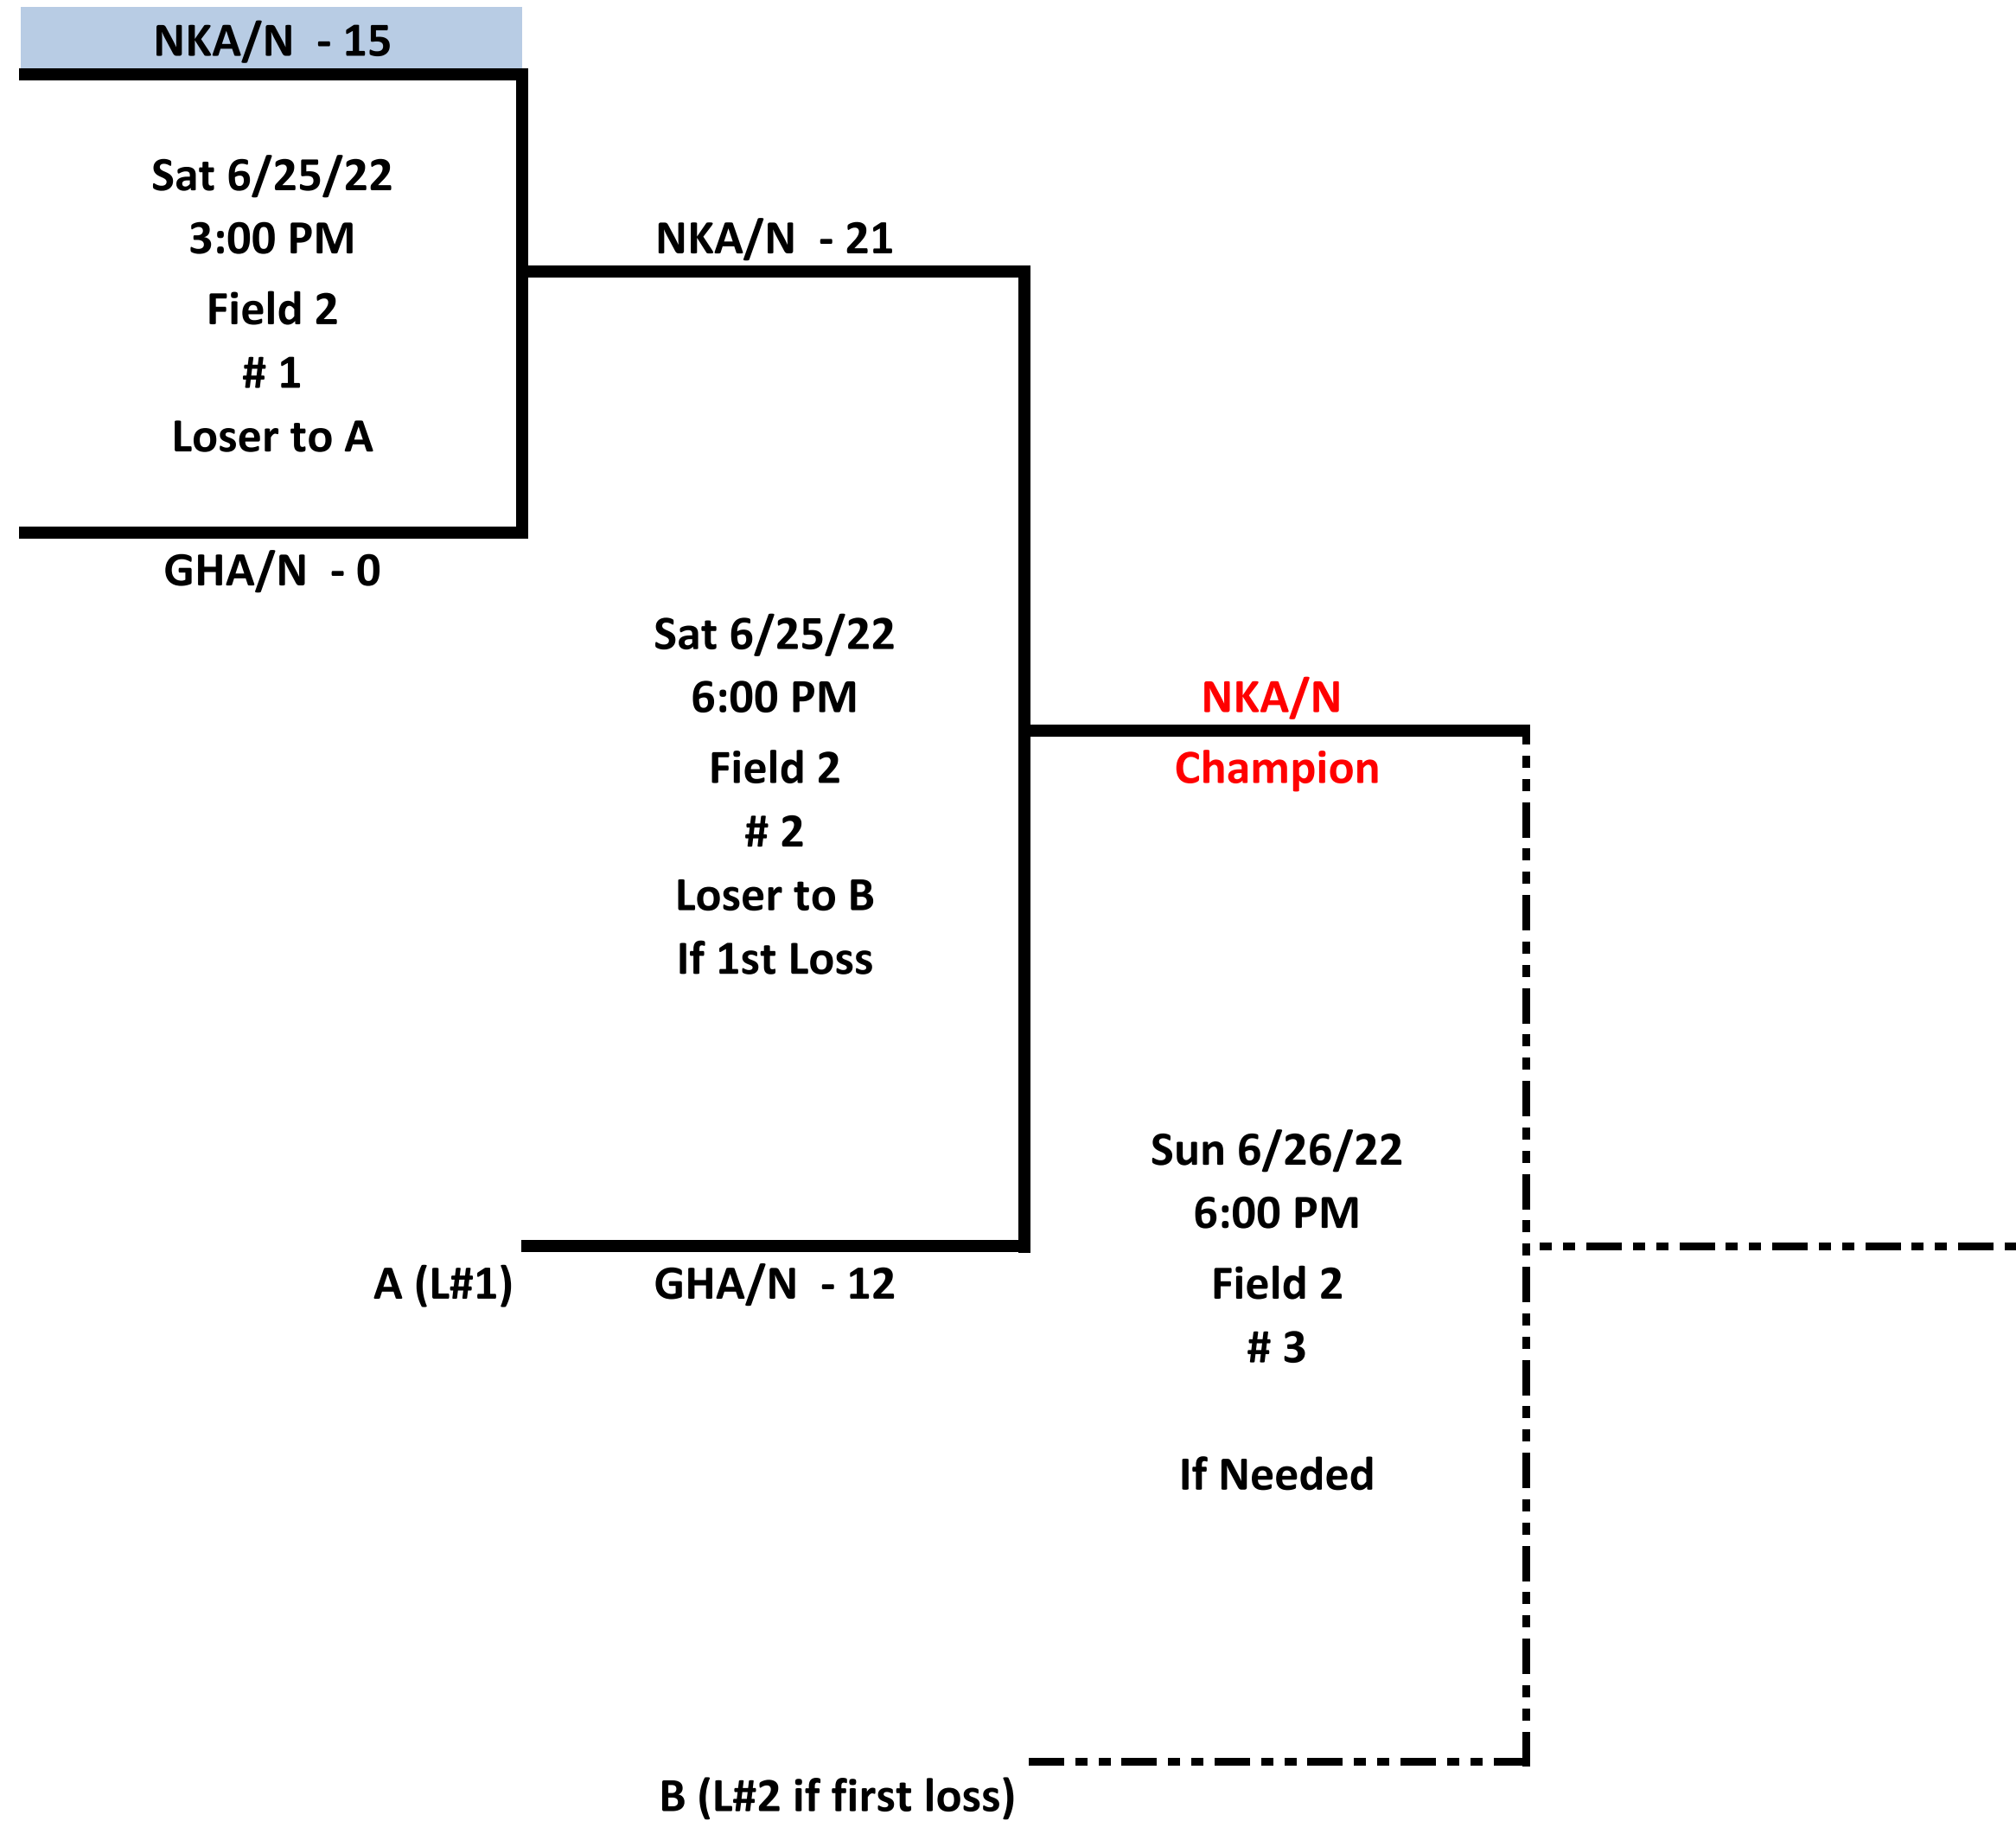 NKA/N - 15
Sat 6/25/22
3:00 PM
Field 2
# 1
Loser to A
GHA/N - 0
NKA/N - 21
Sat 6/25/22
6:00 PM
Field 2
# 2
Loser to B
If 1st Loss
A (L#1)
GHA/N - 12
NKA/N
Champion
Sun 6/26/22
6:00 PM
Field 2
# 3
If Needed
B (L#2 if first loss)